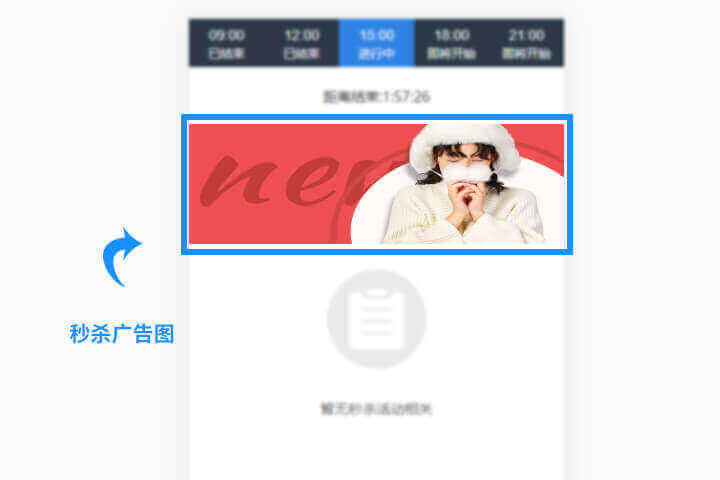 09:00 12:00 15:00 18:00 21:00
已结束 已结束 进行中 即将开始 即将开始
距离结束:1:57:26
秒杀广告图
暂无秒杀活动相关